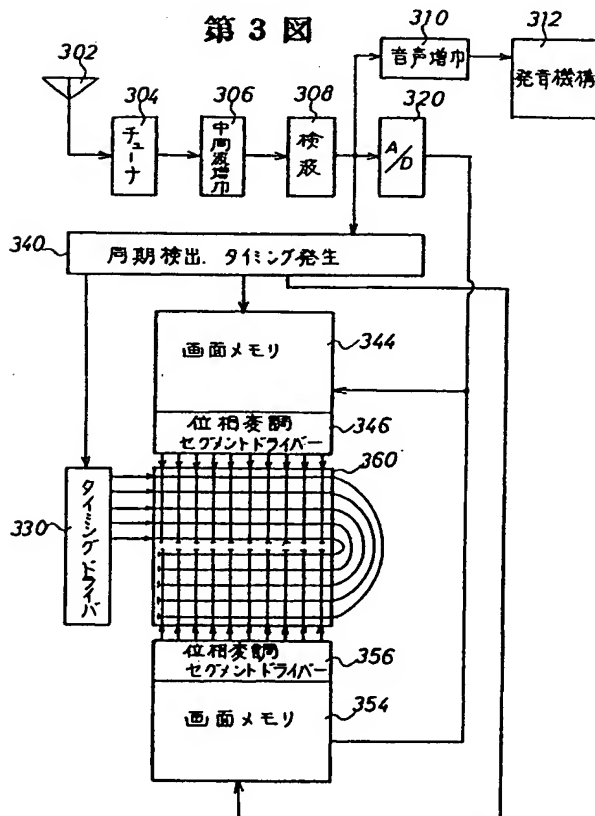 第3図
302
304
チューナ
306
中間波増巾
308
検波
310
音声増巾
312
発音機構
320
A/D
340
同期検出. タイミング発生
画面メモリ
344
位相変調
セグメントドライバー
346
360
330
タイミングドライバ
位相変調
セグメントドライバー
356
画面メモリ
354